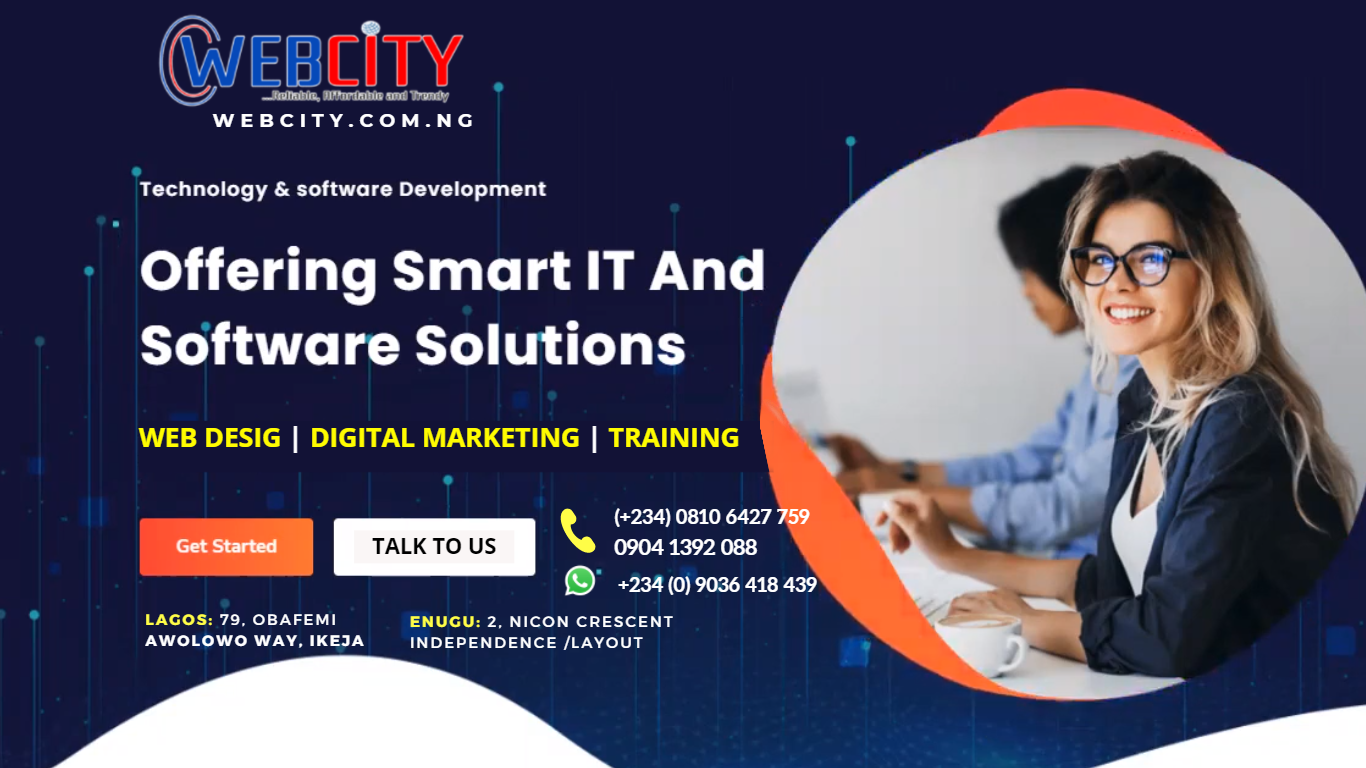 WEBCITY
...Reliable, Affordable and Trendy
WEBCITY.COM.NG
Technology & software Development
Offering Smart IT And
Software Solutions
WEB DESIG | DIGITAL MARKETING | TRAINING
Get Started
TALK TO US
(+234) 0810 6427 759
0904 1392 088
+234 (0) 9036 418 439
LAGOS: 79, OBAFEMI
AWOLOWO WAY, IKEJA
ENUGU: 2, NICON CRESCENT
INDEPENDENCE /LAYOUT